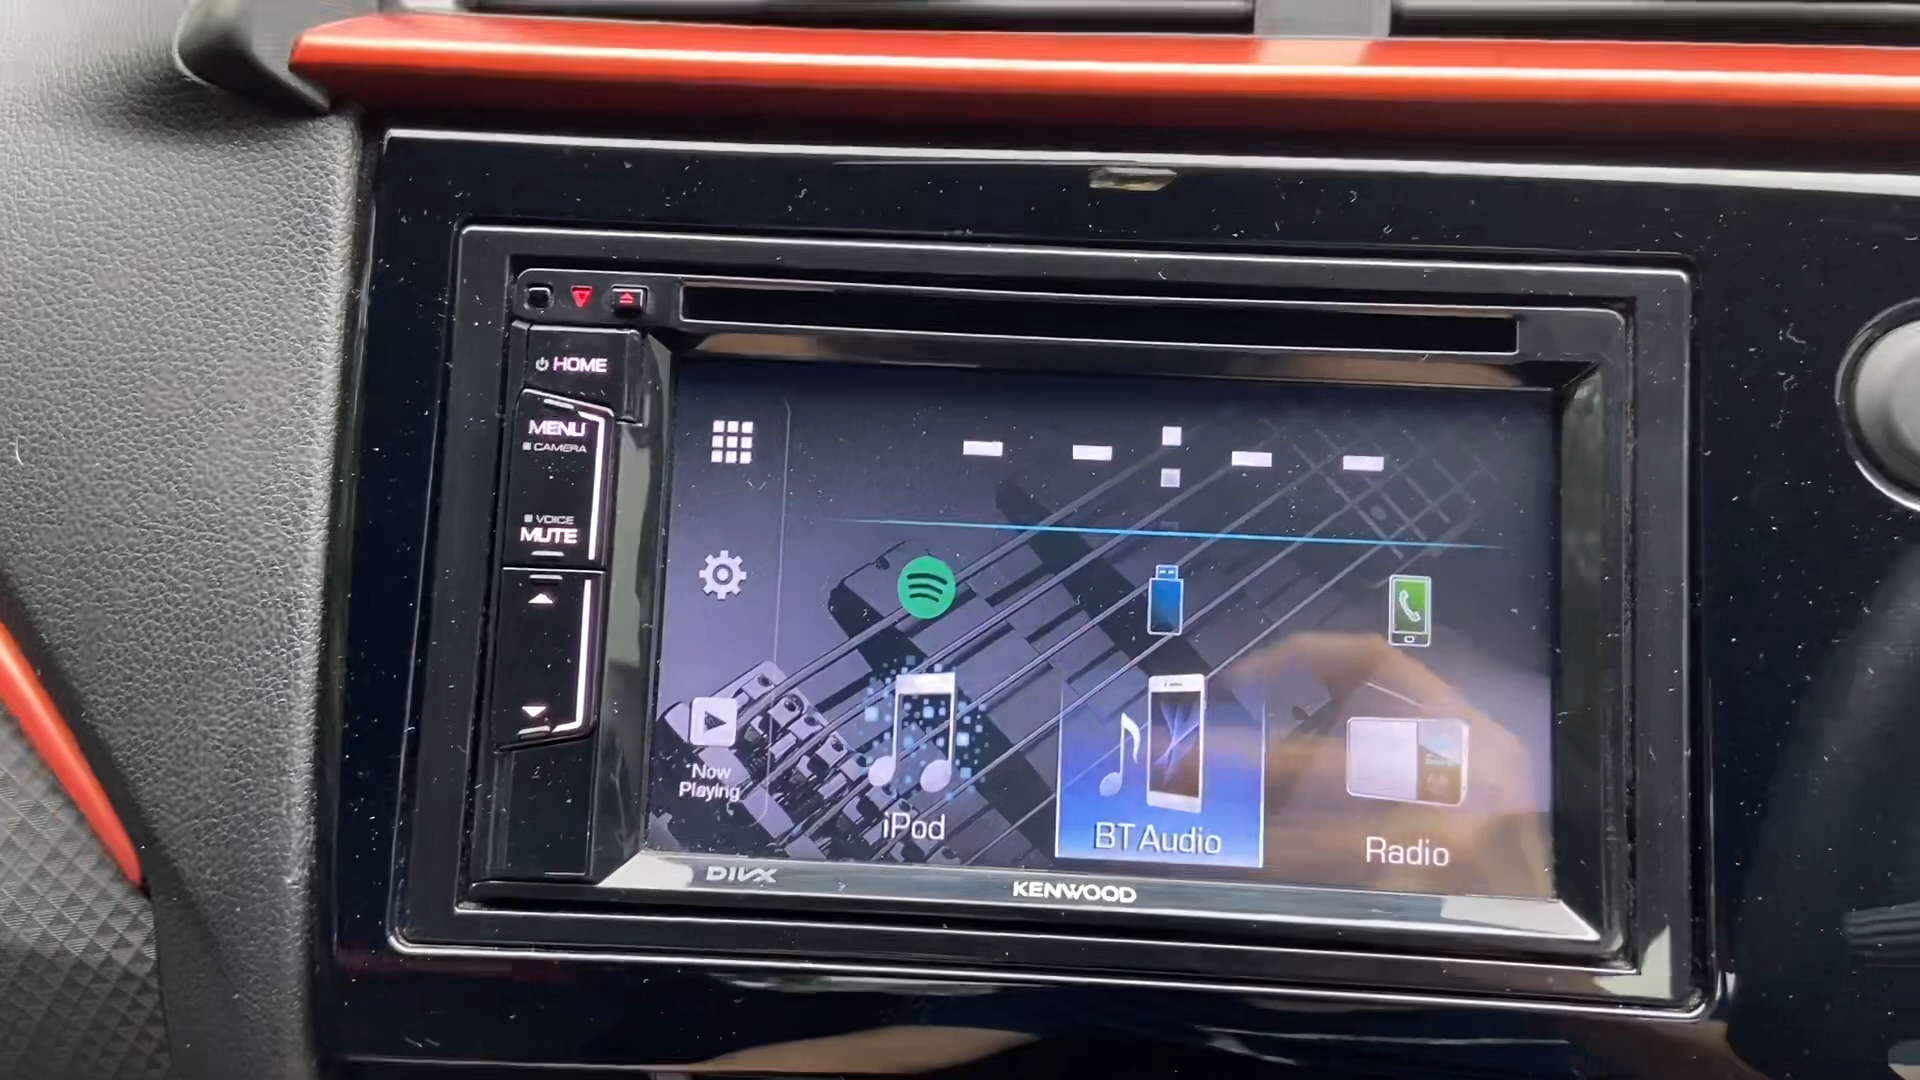 HOME
MENU
CAMERA
VOICE
MUTE
Now
Playing
iPod
BT Audio
Radio
DIVX
KENWOOD